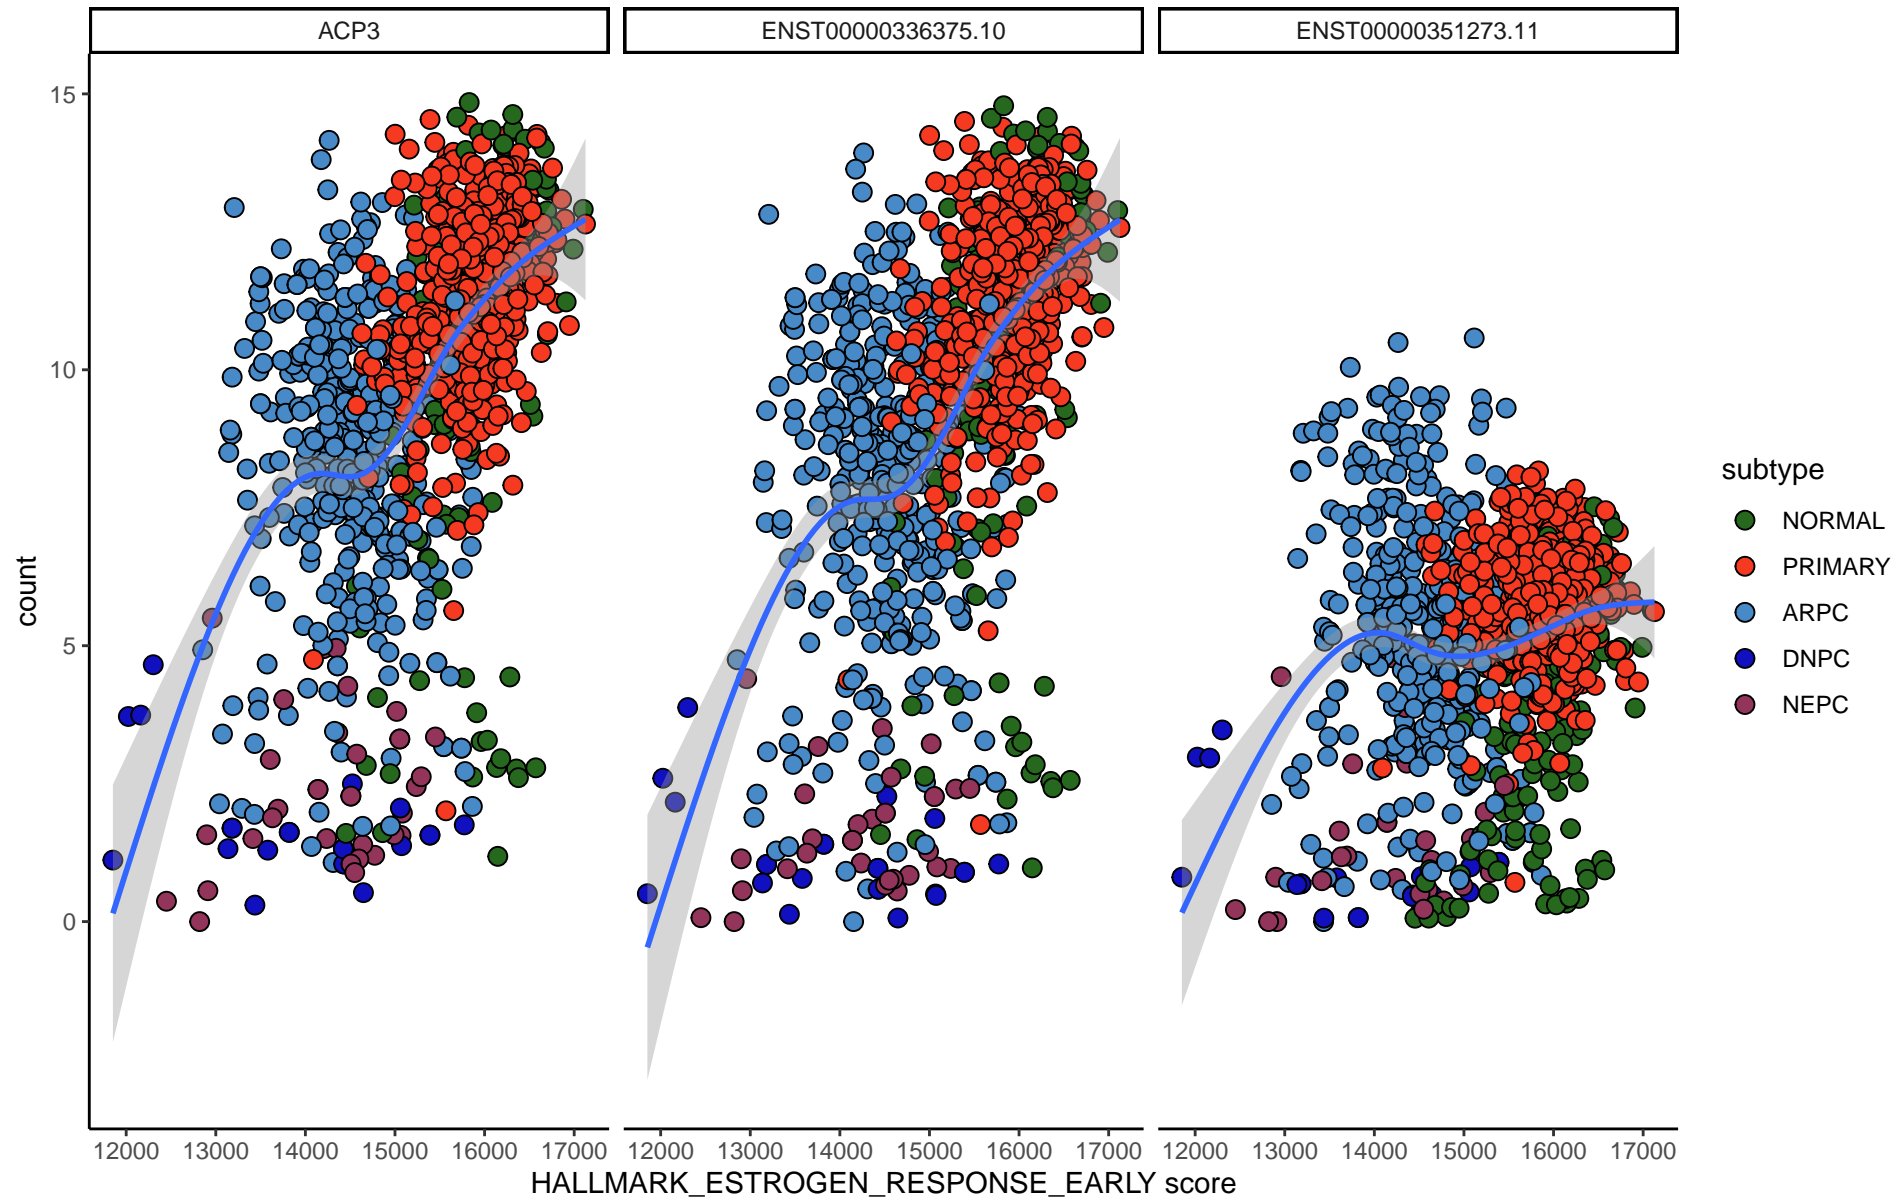 ACP3 ENST00000336375.10 ENST00000351273.11
15
10
5
0
count
12000 13000 14000 15000 16000 17000 12000 13000 14000 15000 16000 17000 12000 13000 14000 15000 16000 17000
HALLMARK_ESTROGEN_RESPONSE_EARLY score
subtype
NORMAL
PRIMARY
ARPC
DNPC
NEPC